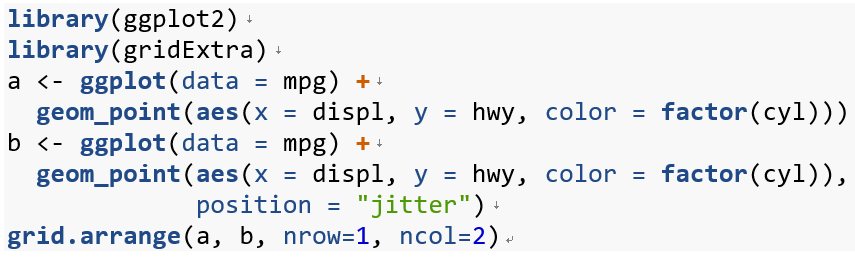 library(ggplot2)
library(gridExtra)
a <- ggplot(data = mpg) +
  geom_point(aes(x = displ, y = hwy, color = factor(cyl)))
b <- ggplot(data = mpg) +
  geom_point(aes(x = displ, y = hwy, color = factor(cyl)),
             position = "jitter")
grid.arrange(a, b, nrow=1, ncol=2)